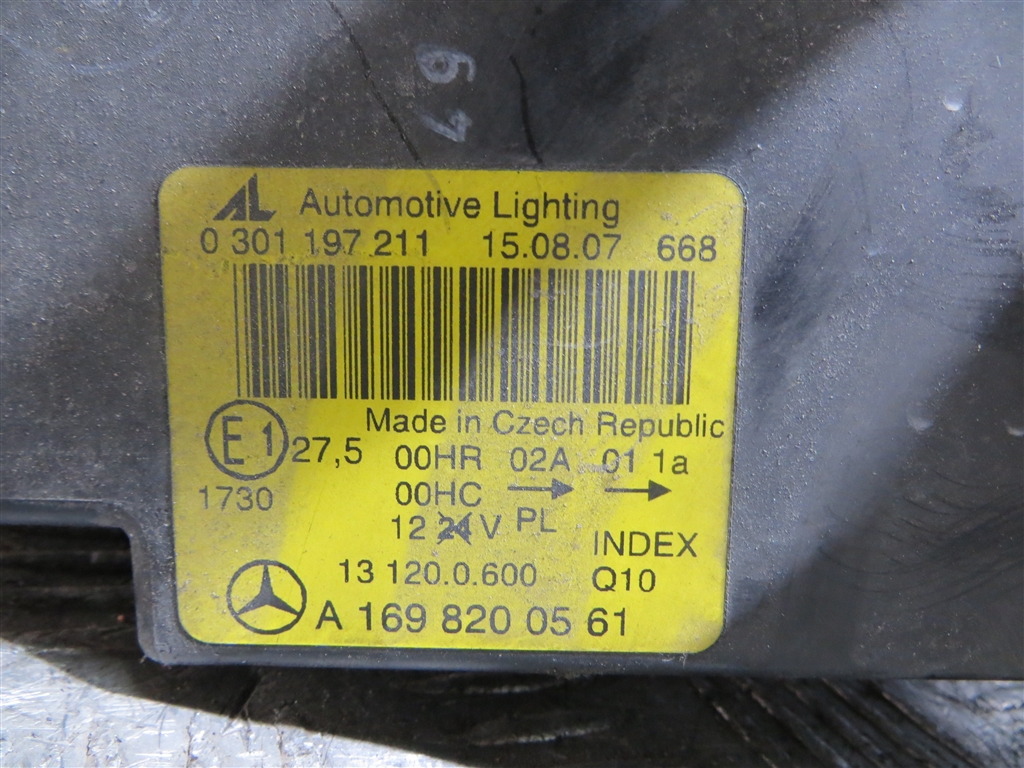 67
AL Automotive Lighting
0 301 197 211 15.08.07 668
Made in Czech Republic
E1 27,5 00HR 02A 01 1a
1730 00HC → →
12 24 V PL
INDEX
13 120.0.600 Q10
A 169 820 05 61